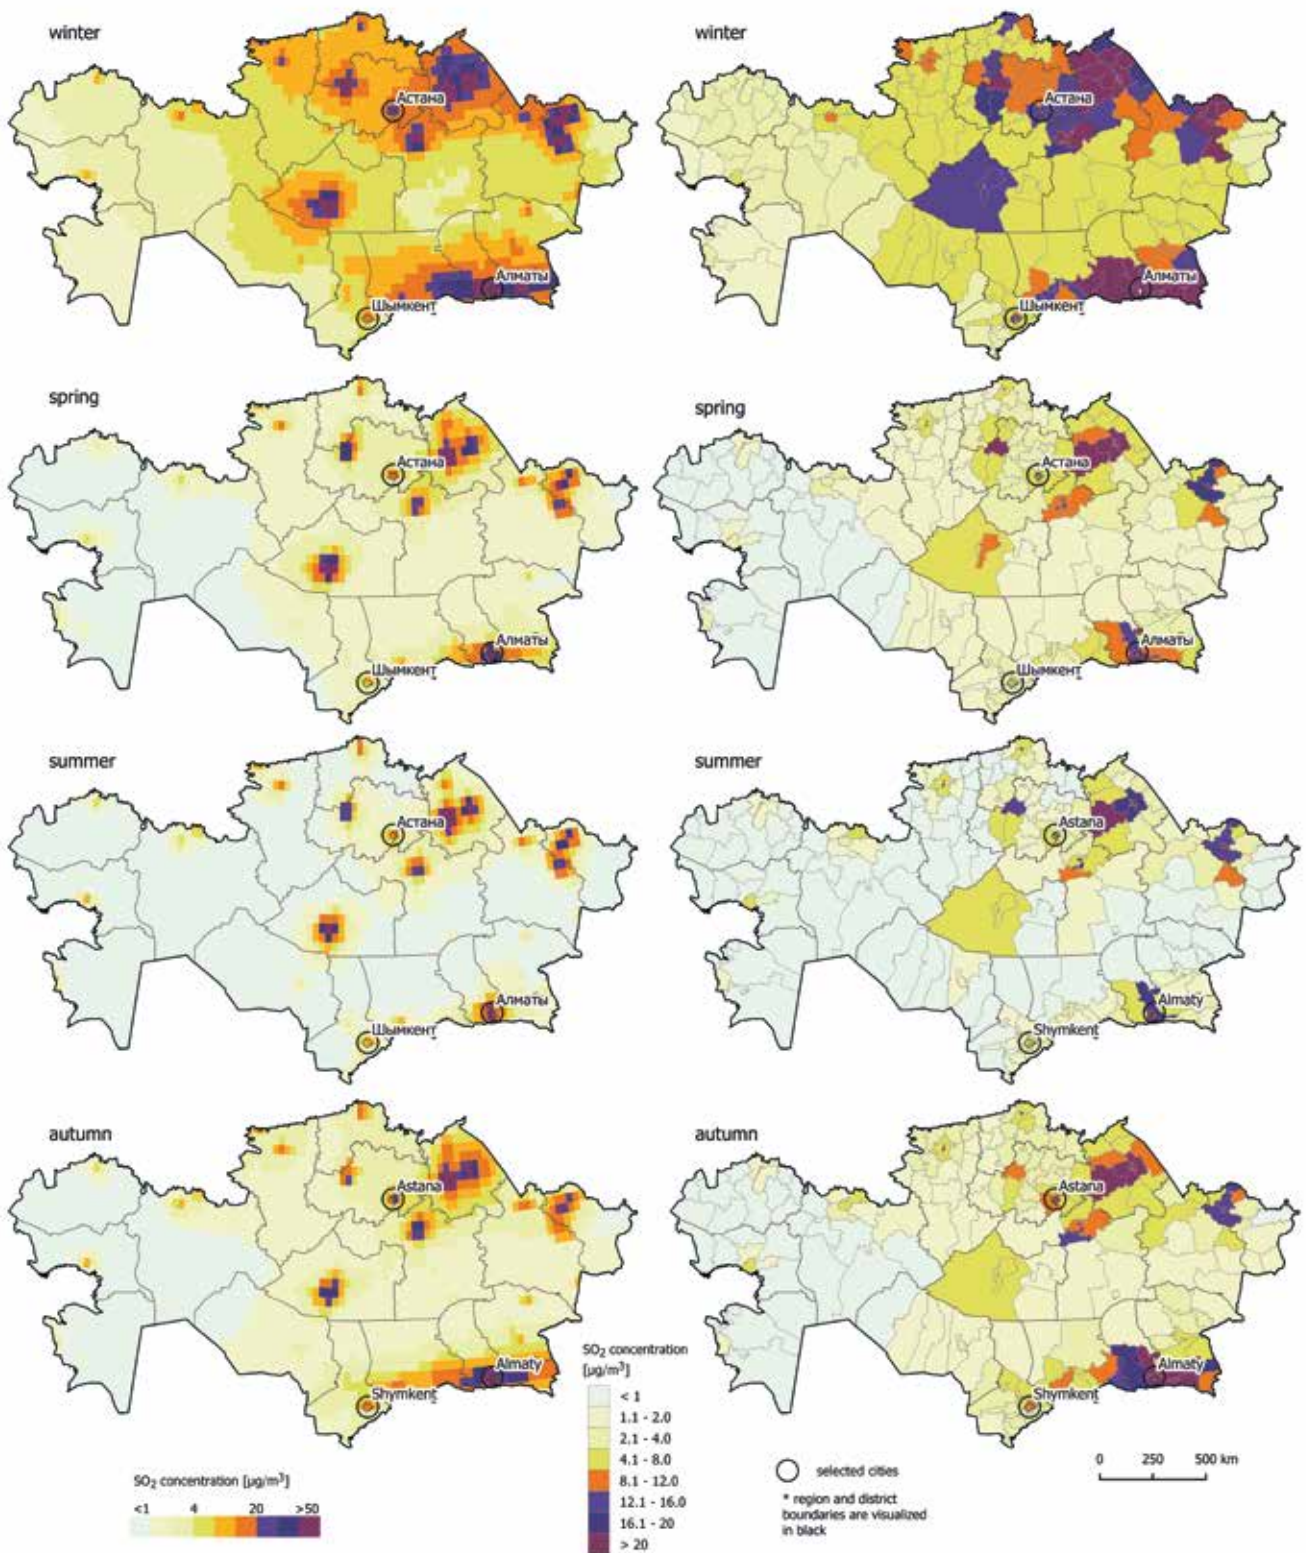 winter
winter
Астана
Астана
Алматы
Алматы
Шымкент
Шымкент
spring
spring
Астана
Астана
Алматы
Алматы
Шымкент
Шымкент
summer
summer
Астана
Astana
Алматы
Almaty
Шымкент
Shymkent
autumn
autumn
Astana
Astana
Almaty
Almaty
Shymkent
Shymkent
SO₂ concentration
[µg/m³]
< 1
1.1 - 2.0
2.1 - 4.0
4.1 - 8.0
8.1 - 12.0
12.1 - 16.0
16.1 - 20
> 20
SO₂ concentration [µg/m³]
<1 4 20 >50
selected cities
* region and district
boundaries are visualized
in black
0 250 500 km